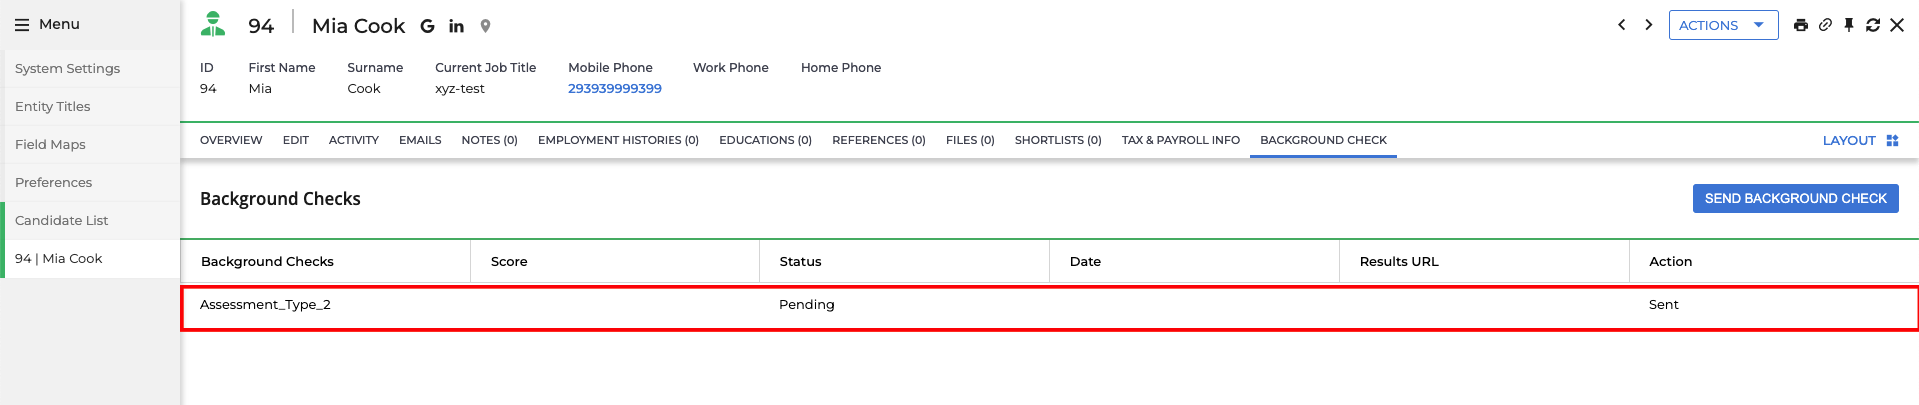 Menu
System Settings
Entity Titles
Field Maps
Preferences
Candidate List
94 | Mia Cook
94 Mia Cook G in
ACTIONS
ID First Name Surname Current Job Title Mobile Phone Work Phone Home Phone
94 Mia Cook xyz-test 293939999399
OVERVIEW EDIT ACTIVITY EMAILS NOTES (0) EMPLOYMENT HISTORIES (0) EDUCATIONS (0) REFERENCES (0) FILES (0) SHORTLISTS (0) TAX & PAYROLL INFO BACKGROUND CHECK LAYOUT
Background Checks SEND BACKGROUND CHECK
Background Checks Score Status Date Results URL Action
Assessment_Type_2 Pending Sent